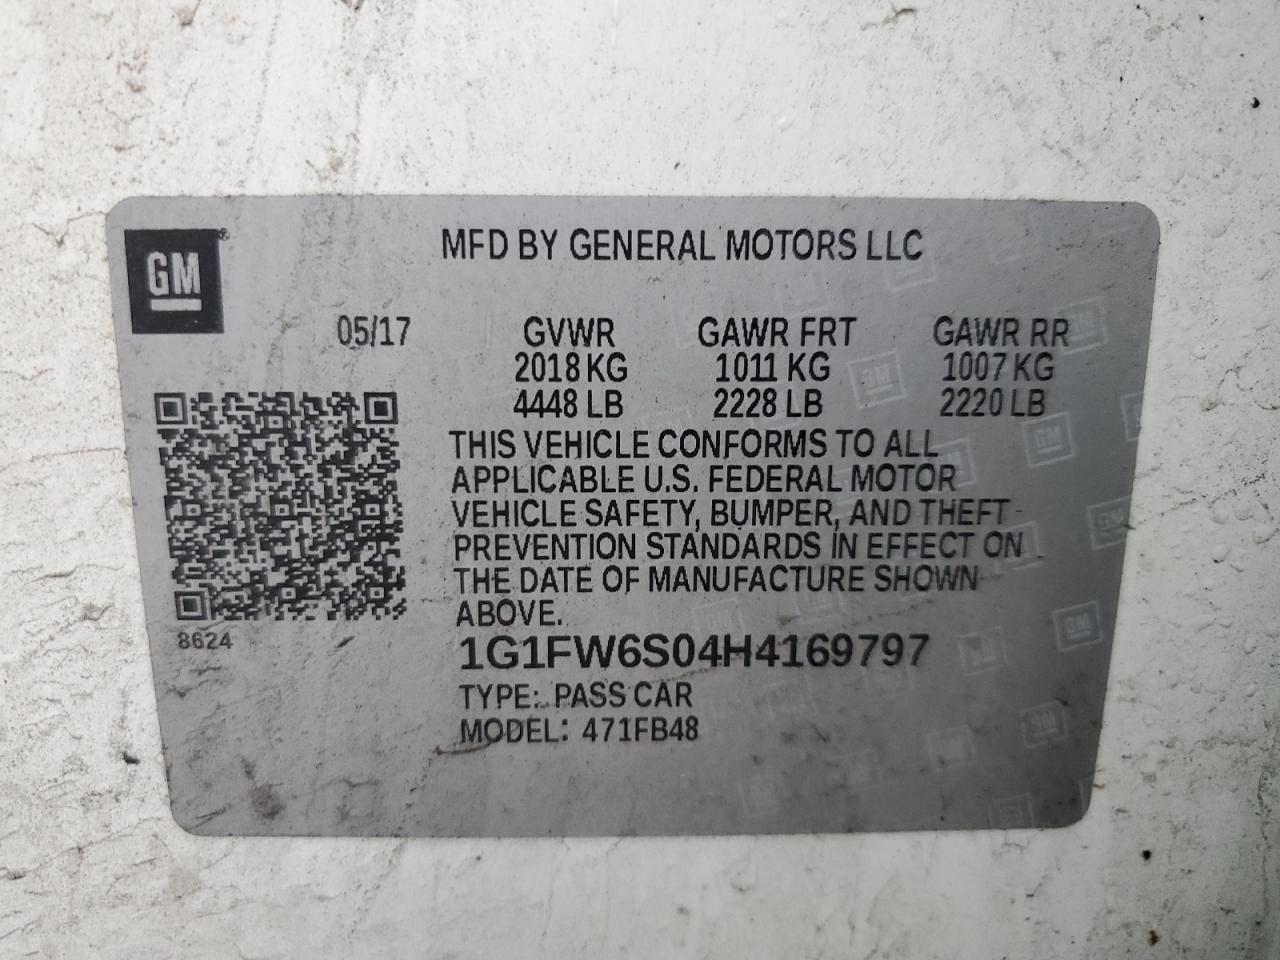 MFD BY GENERAL MOTORS LLC
GM
05/17 GVWR GAWR FRT GAWR RR
2018 KG 1011 KG 1007 KG
4448 LB 2228 LB 2220 LB
THIS VEHICLE CONFORMS TO ALL
APPLICABLE U.S. FEDERAL MOTOR
VEHICLE SAFETY, BUMPER, AND THEFT
PREVENTION STANDARDS IN EFFECT ON
THE DATE OF MANUFACTURE SHOWN
ABOVE.
8624
1G1FW6S04H4169797
TYPE: PASS CAR
MODEL: 471FB48